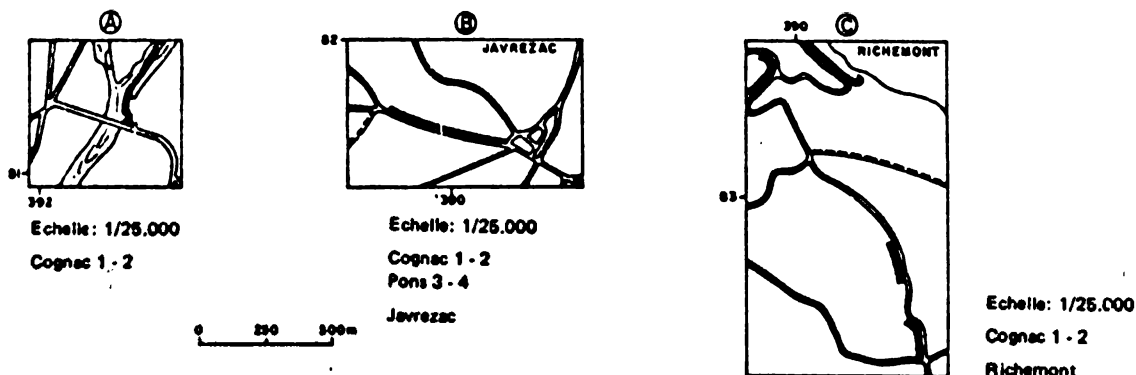 A
81
392
Echelle: 1/25.000
Cognac 1 - 2
B
82
JAVREZAC
390
Echelle: 1/25.000
Cognac 1 - 2
Pons 3 - 4
Javrezac
0 250 500m
C
390
RICHEMONT
83
Echelle: 1/25.000
Cognac 1 - 2
Richemont